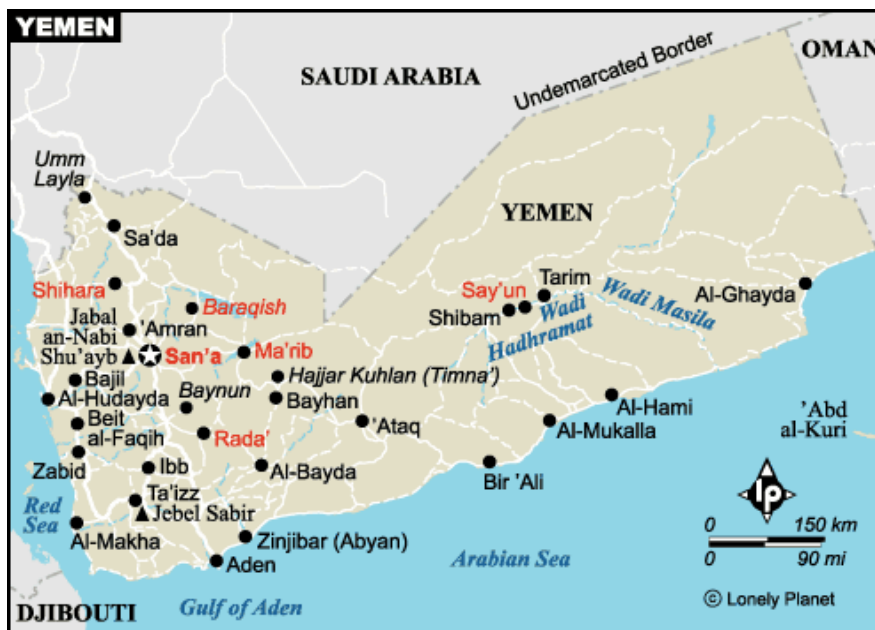 YEMEN
SAUDI ARABIA
OMAN
Undemarcated Border
Umm
Layla
Sa'da
YEMEN
Shihara
Baraqish
Say'un
Tarim
Shibam
Wadi
Hadhramat
Wadi Masila
Al-Ghayda
Jabal
an-Nabi
Shu'ayb
'Amran
San'a
Ma'rib
Bajil
Al-Hudayda
Baynun
Hajjar Kuhlan (Timna')
Bayhan
Beit
al-Faqih
Rada'
'Ataq
Al-Hami
Al-Mukalla
'Abd
al-Kuri
Zabid
Ibb
Al-Bayda
Bir 'Ali
Red
Sea
Ta'izz
Jebel Sabir
lp
Al-Makha
Zinjibar (Abyan)
Aden
Arabian Sea
0 150 km
0 90 mi
DJIBOUTI
Gulf of Aden
© Lonely Planet